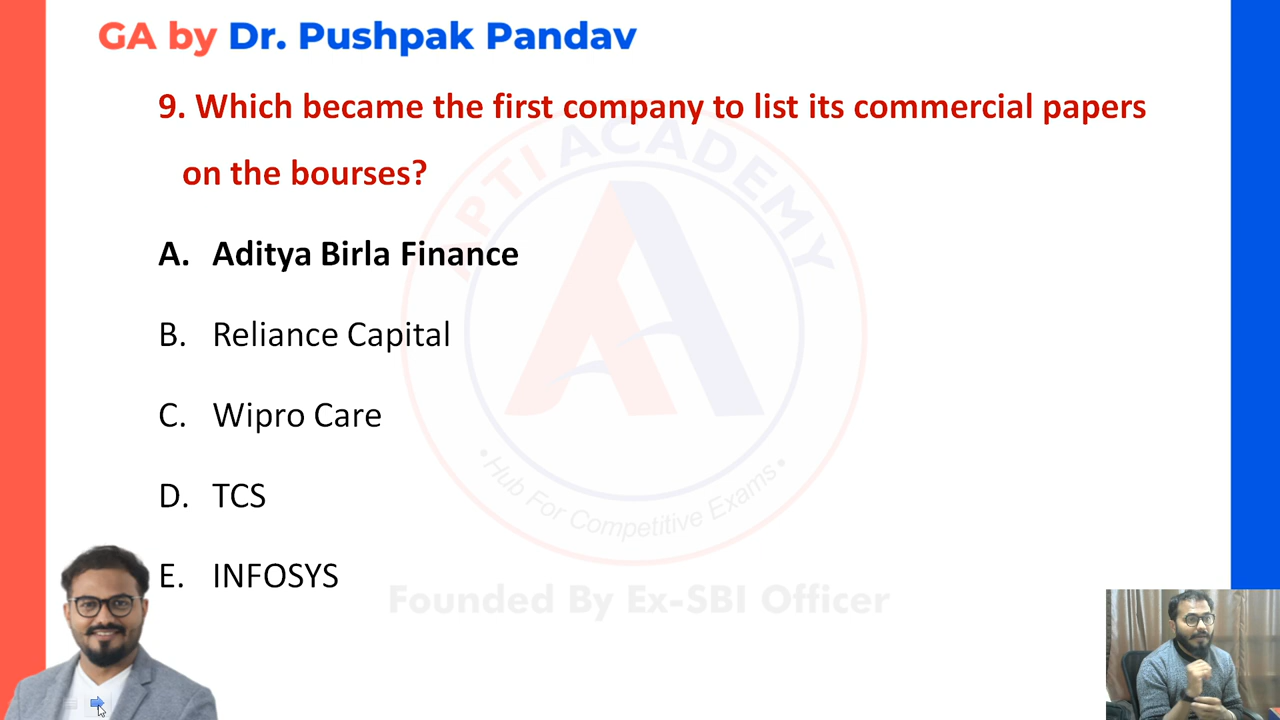 GA by Dr. Pushpak Pandav
9. Which became the first company to list its commercial papers
on the bourses?
A. Aditya Birla Finance
B. Reliance Capital
C. Wipro Care
D. TCS
E. INFOSYS
APTI ACADEMY
•Hub For Competitive Exams•
Founded By Ex-SBI Officer